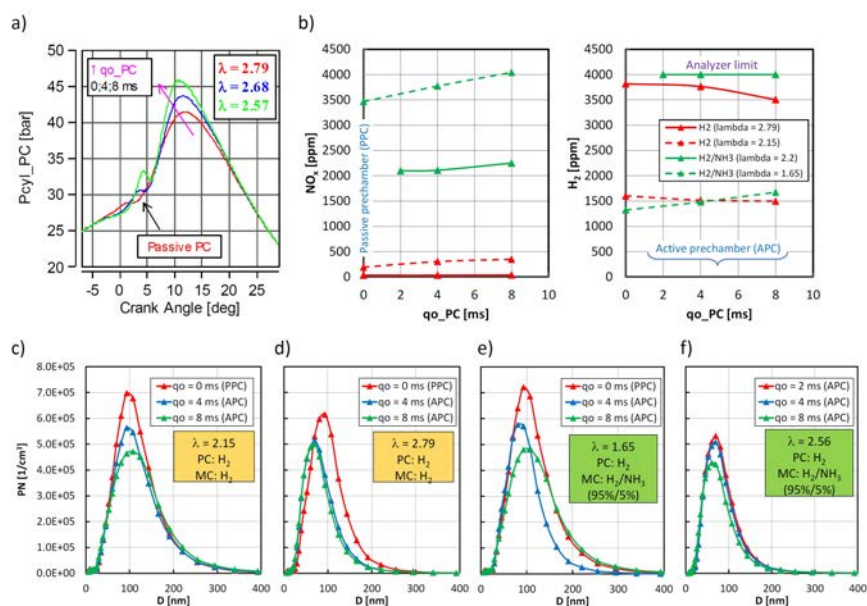 a)
↑ qo_PC
0;4;8 ms
λ = 2.79
λ = 2.68
λ = 2.57
Passive PC
Pcyl_PC [bar]
50
45
40
35
30
25
20
-5 0 5 10 15 20 25
Crank Angle [deg]
b)
NOx [ppm]
4500
4000
3500
3000
2500
2000
1500
1000
500
0
Passive prechamber (PPC)
0 2 4 6 8 10
qo_PC [ms]
H2 [ppm]
4500
4000
3500
3000
2500
2000
1500
1000
500
0
Analyzer limit
H2 (lambda = 2.79)
H2 (lambda = 2.15)
H2/NH3 (lambda = 2.2)
H2/NH3 (lambda = 1.65)
Active prechamber (APC)
0 2 4 6 8 10
qo_PC [ms]
c)
PN [1/cm³]
8.0E+05
7.0E+05
6.0E+05
5.0E+05
4.0E+05
3.0E+05
2.0E+05
1.0E+05
0.0E+00
qo = 0 ms (PPC)
qo = 4 ms (APC)
qo = 8 ms (APC)
λ = 2.15
PC: H₂
MC: H₂
0 100 200 300 400
D [nm]
d)
qo = 0 ms (PPC)
qo = 4 ms (APC)
qo = 8 ms (APC)
λ = 2.79
PC: H₂
MC: H₂
0 100 200 300 400
D [nm]
e)
qo = 0 ms (PPC)
qo = 4 ms (APC)
qo = 8 ms (APC)
λ = 1.65
PC: H₂
MC: H₂/NH₃
(95%/5%)
0 100 200 300 400
D [nm]
f)
qo = 2 ms (APC)
qo = 4 ms (APC)
qo = 8 ms (APC)
λ = 2.56
PC: H₂
MC: H₂/NH₃
(95%/5%)
0 100 200 300 400
D [nm]